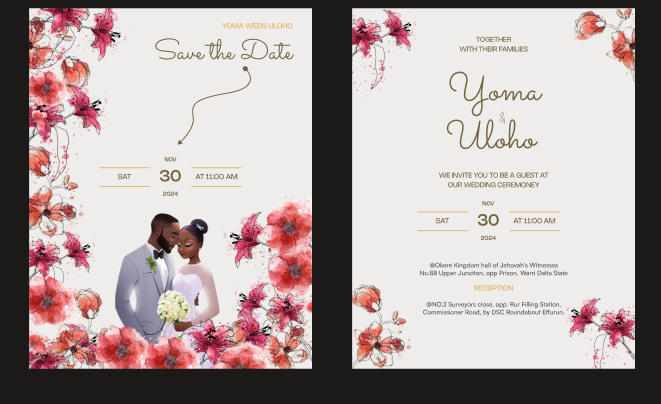 YOMA WEDS ULOHO
Save the Date
NOV
SAT 30 AT 11:00 AM
2024
TOGETHER
WITH THEIR FAMILIES
Yoma
&
Uloho
WE INVITE YOU TO BE A GUEST AT
OUR WEDDING CEREMONEY
NOV
SAT 30 AT 11:00 AM
2024
@Okere Kingdom hall of Jehovah's Witnesses
No.88 Upper Junction, opp Prison, Warri Delta State
RECEPTION
@NO.2 Surveyors close, opp. Rur Filling Station,
Commissioner Road, by DSC Roundabout Effurun.